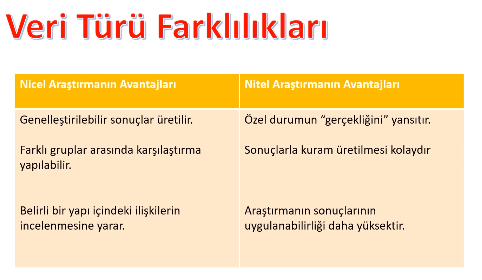 Veri Türü Farklılıkları
Nicel Araştırmanın Avantajları
Nitel Araştırmanın Avantajları
Genelleştirilebilir sonuçlar üretilir.
Özel durumun “gerçekliğini” yansıtır.
Farklı gruplar arasında karşılaştırma
yapılabilir.
Sonuçlarla kuram üretilmesi kolaydır
Belirli bir yapı içindeki ilişkilerin
incelenmesine yarar.
Araştırmanın sonuçlarının
uygulanabilirliği daha yüksektir.